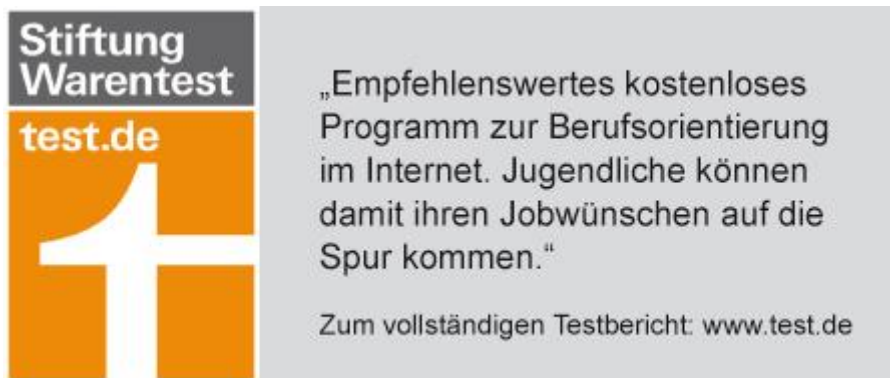 Stiftung
Warentest
test.de
„Empfehlenswertes kostenloses
Programm zur Berufsorientierung
im Internet. Jugendliche können
damit ihren Jobwünschen auf die
Spur kommen.“
Zum vollständigen Testbericht: www.test.de